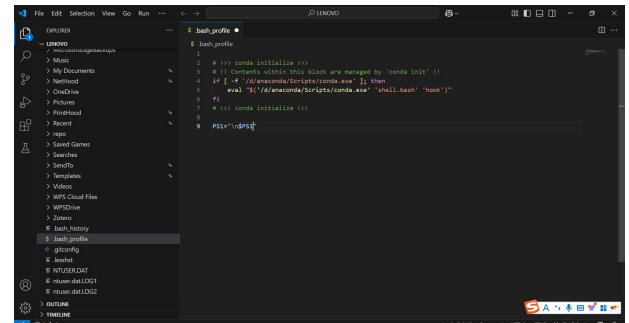 File Edit Selection View Go Run ···
LENOVO
EXPLORER
LENOVO
MicrosoftEdgeBackups
Music
My Documents
NetHood
OneDrive
Pictures
PrintHood
Recent
repo
Saved Games
Searches
SendTo
Templates
Videos
WPS Cloud Files
WPSDrive
Zotero
.bash_history
$ .bash_profile
.gitconfig
.lesshst
NTUSER.DAT
ntuser.dat.LOG1
ntuser.dat.LOG2
OUTLINE
TIMELINE
$ .bash_profile ●
$ .bash_profile
1
2 # >>> conda initialize >>>
3 # !! Contents within this block are managed by 'conda init' !!
4 if [ -f '/d/anaconda/Scripts/conda.exe' ]; then
5 eval "$('/d/anaconda/Scripts/conda.exe' 'shell.bash' 'hook')"
6 fi
7 # <<< conda initialize <<<
8
9 PS1="\n$PS1"